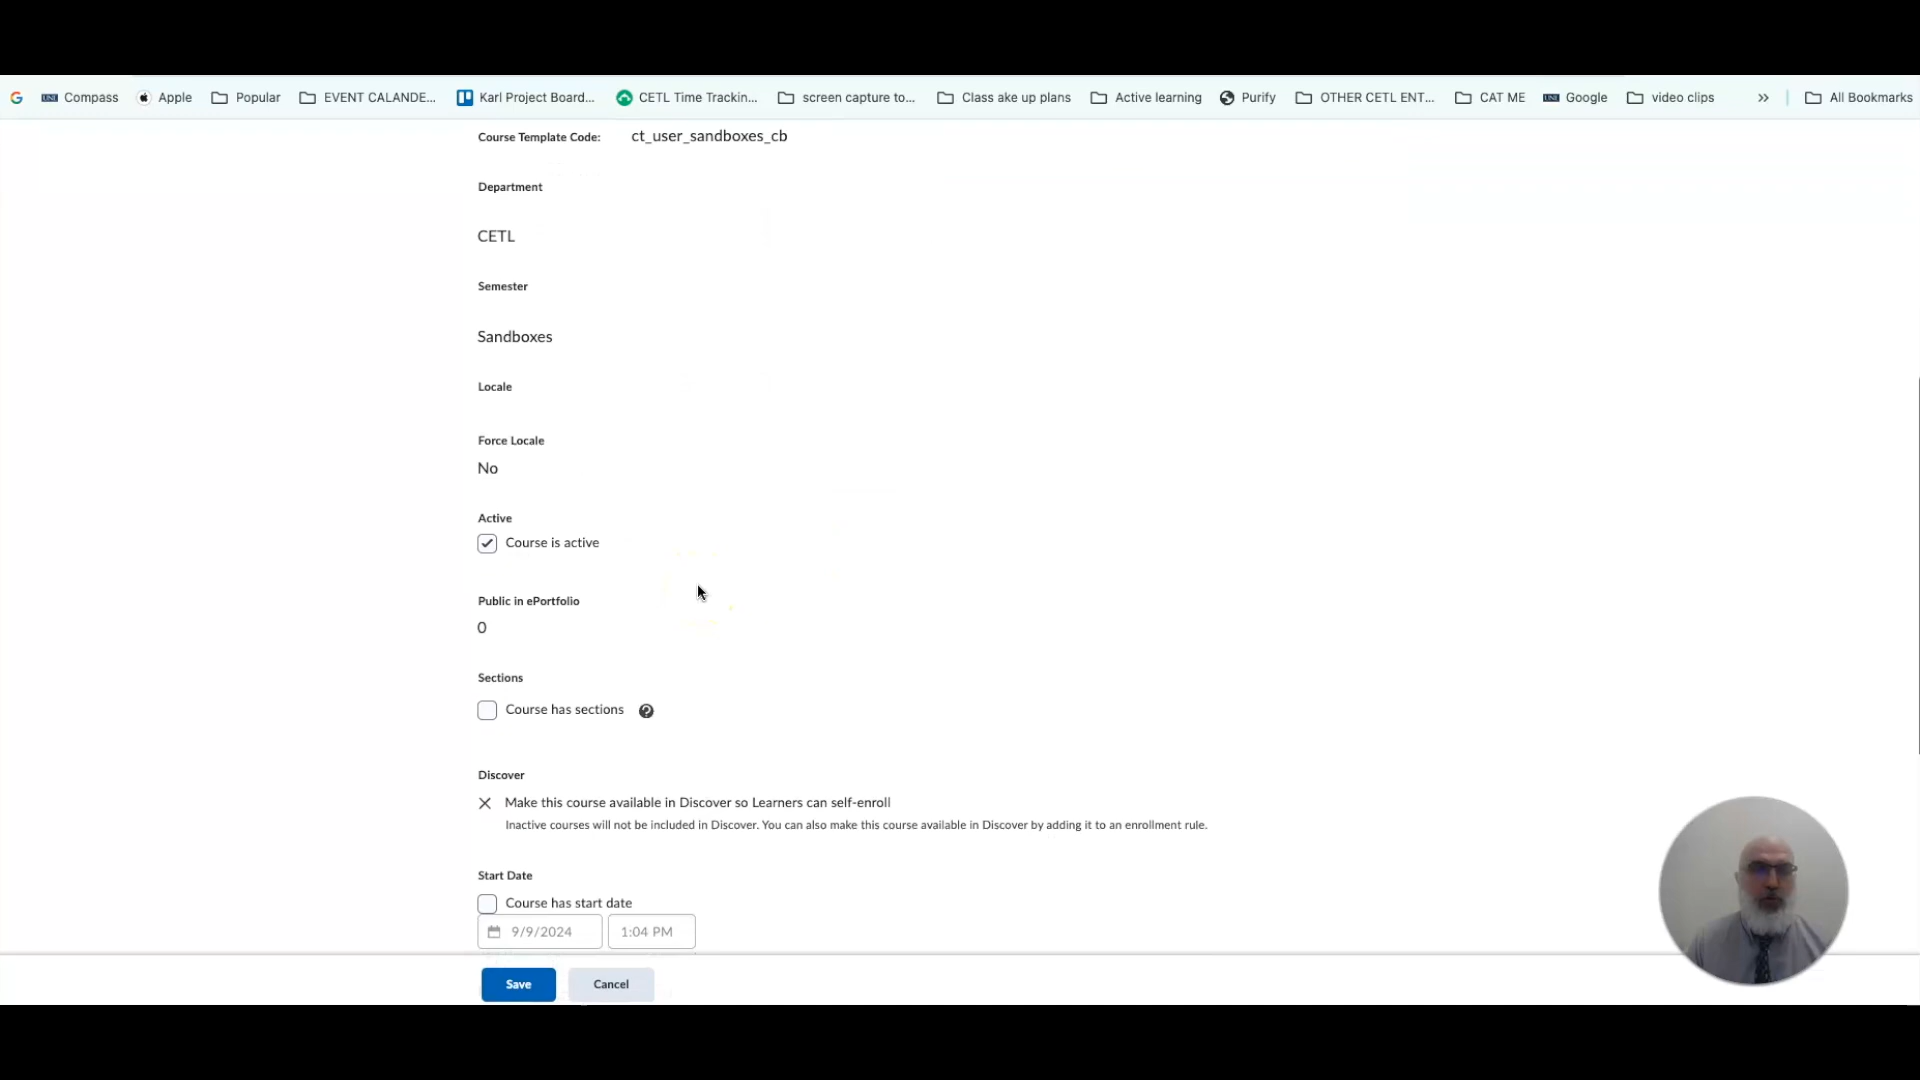 Compass Apple Popular EVENT CALANDE... Karl Project Board... CETL Time Trackin... screen capture to... Class ake up plans Active learning Purify OTHER CETL ENT... CAT ME Google video clips » All Bookmarks
Course Template Code: ct_user_sandboxes_cb
Department
CETL
Semester
Sandboxes
Locale
Force Locale
No
Active
Course is active
Public in ePortfolio
0
Sections
Course has sections
Discover
Make this course available in Discover so Learners can self-enroll
Inactive courses will not be included in Discover. You can also make this course available in Discover by adding it to an enrollment rule.
Start Date
Course has start date
9/9/2024 1:04 PM
Save Cancel